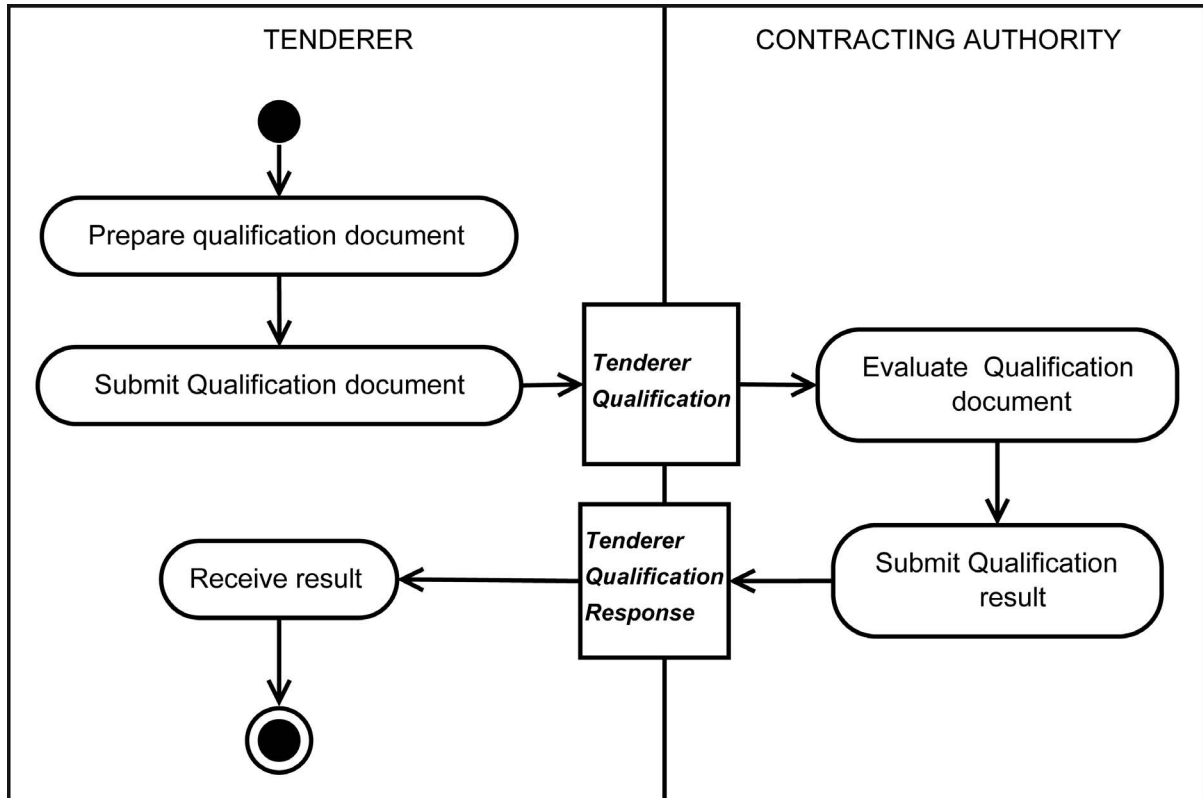 TENDERER
CONTRACTING AUTHORITY
Prepare qualification document
Submit Qualification document
Tenderer
Qualification
Evaluate Qualification
document
Submit Qualification
result
Tenderer
Qualification
Response
Receive result